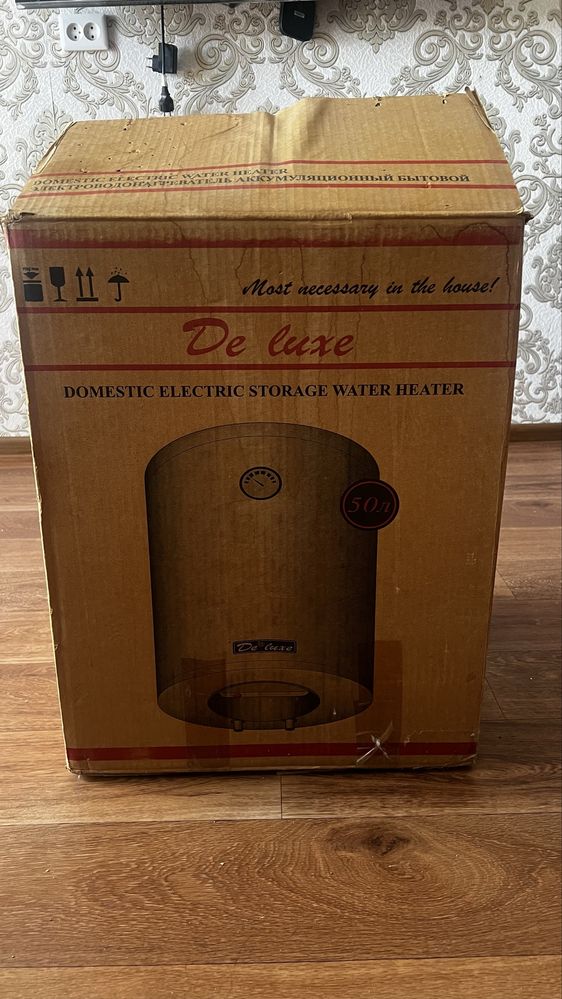 DOMESTIC ELECTRIC WATER HEATER
ЭЛЕКТРОВОДОНАГРЕВАТЕЛЬ АККУМУЛЯЦИОННЫЙ БЫТОВОЙ
Most necessary in the house!
De luxe
DOMESTIC ELECTRIC STORAGE WATER HEATER
50л
De luxe